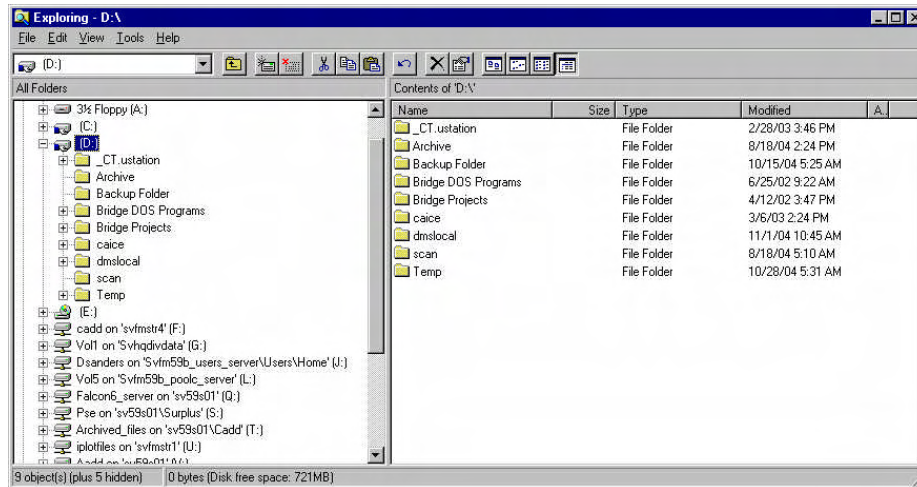 Exploring - D:\
File Edit View Tools Help
(D:)
All Folders
Contents of 'D:\'
3½ Floppy (A:)
(C:)
(D:)
_CT.ustation
Archive
Backup Folder
Bridge DOS Programs
Bridge Projects
caice
dmslocal
scan
Temp
(E:)
cadd on 'svfmstr4' (F:)
Vol1 on 'Svhqdivdata' (G:)
Dsanders on 'Svfm59b_users_server\Users\Home' (J:)
Vol5 on 'Svfm59b_poolc_server' (L:)
Falcon6_server on 'sv59s01' (Q:)
Pse on 'sv59s01\Surplus' (S:)
Archived_files on 'sv59s01\Cadd' (T:)
iplotfiles on 'svfmstr1' (U:)
Name Size Type Modified A..
_CT.ustation File Folder 2/28/03 3:46 PM
Archive File Folder 8/18/04 2:24 PM
Backup Folder File Folder 10/15/04 5:25 AM
Bridge DOS Programs File Folder 6/25/02 9:22 AM
Bridge Projects File Folder 4/12/02 3:47 PM
caice File Folder 3/6/03 2:24 PM
dmslocal File Folder 11/1/04 10:45 AM
scan File Folder 8/18/04 5:10 AM
Temp File Folder 10/28/04 5:31 AM
9 object(s) (plus 5 hidden) 0 bytes (Disk free space: 721MB)